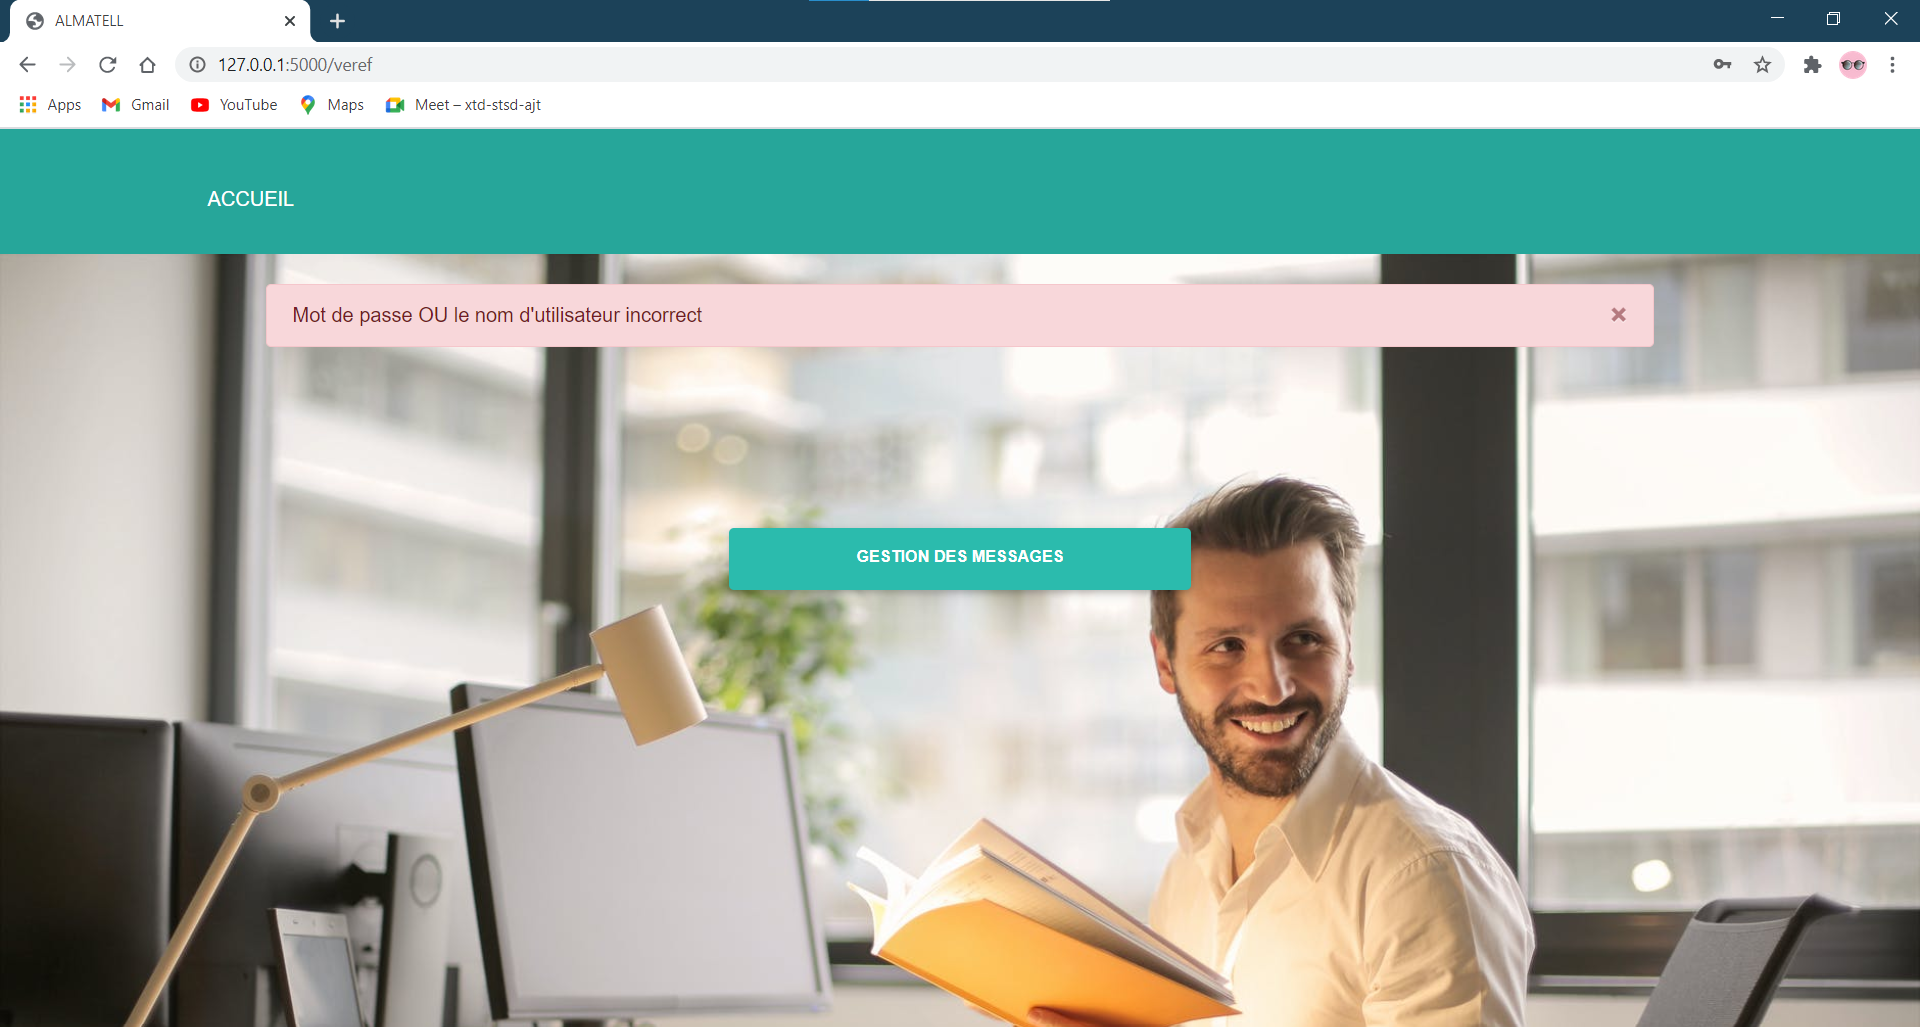 ALMATELL
127.0.0.1:5000/veref
Apps Gmail YouTube Maps Meet – xtd-stsd-ajt
ACCUEIL
Mot de passe OU le nom d'utilisateur incorrect ×
GESTION DES MESSAGES